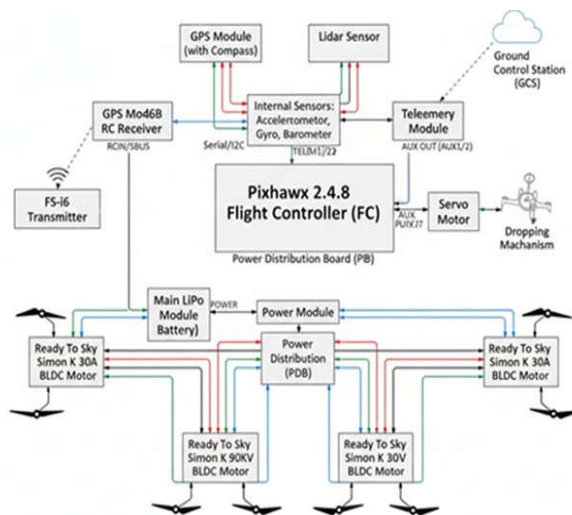 GPS Module
(with Compass)
Lidar Sensor
Ground
Control Station
(GCS)
GPS Mo46B
RC Receiver
Internal Sensors:
Accelertomotor,
Gyro, Barometer
Telemery
Module
RCIN/SBUS
Serial/I2C
TELIM1/22
AUX OUT (AUX1/2)
FS-i6
Transmitter
Pixhawx 2.4.8
Flight Controller (FC)
AUX
PUIVJ7
Servo
Motor
Dropping
Machanism
Power Distribution Board (PIB)
Main LiPo
Module
Battery)
POWER
Power Module
Ready To Sky
Simon K 30A
BLDC Motor
Power
Distribution
(PDB)
Ready To Sky
Simon K 30A
BLDC Motor
Ready To Sky
Simon K 90KV
BLDC Motor
Ready To Sky
Simon K 30V
BLDC Motor